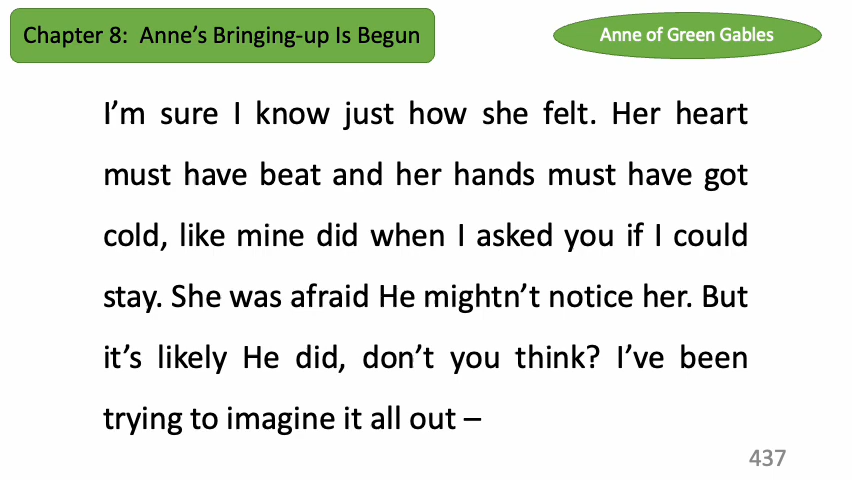 Chapter 8:  Anne’s Bringing-up Is Begun
Anne of Green Gables
I’m sure I know just how she felt. Her heart
must have beat and her hands must have got
cold, like mine did when I asked you if I could
stay. She was afraid He mightn’t notice her. But
it’s likely He did, don’t you think? I’ve been
trying to imagine it all out –
437